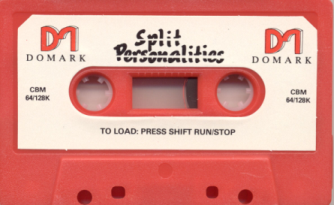 Split
Personalities
DOMARK
DOMARK
CBM
64/128K
CBM
64/128K
TO LOAD: PRESS SHIFT RUN/STOP